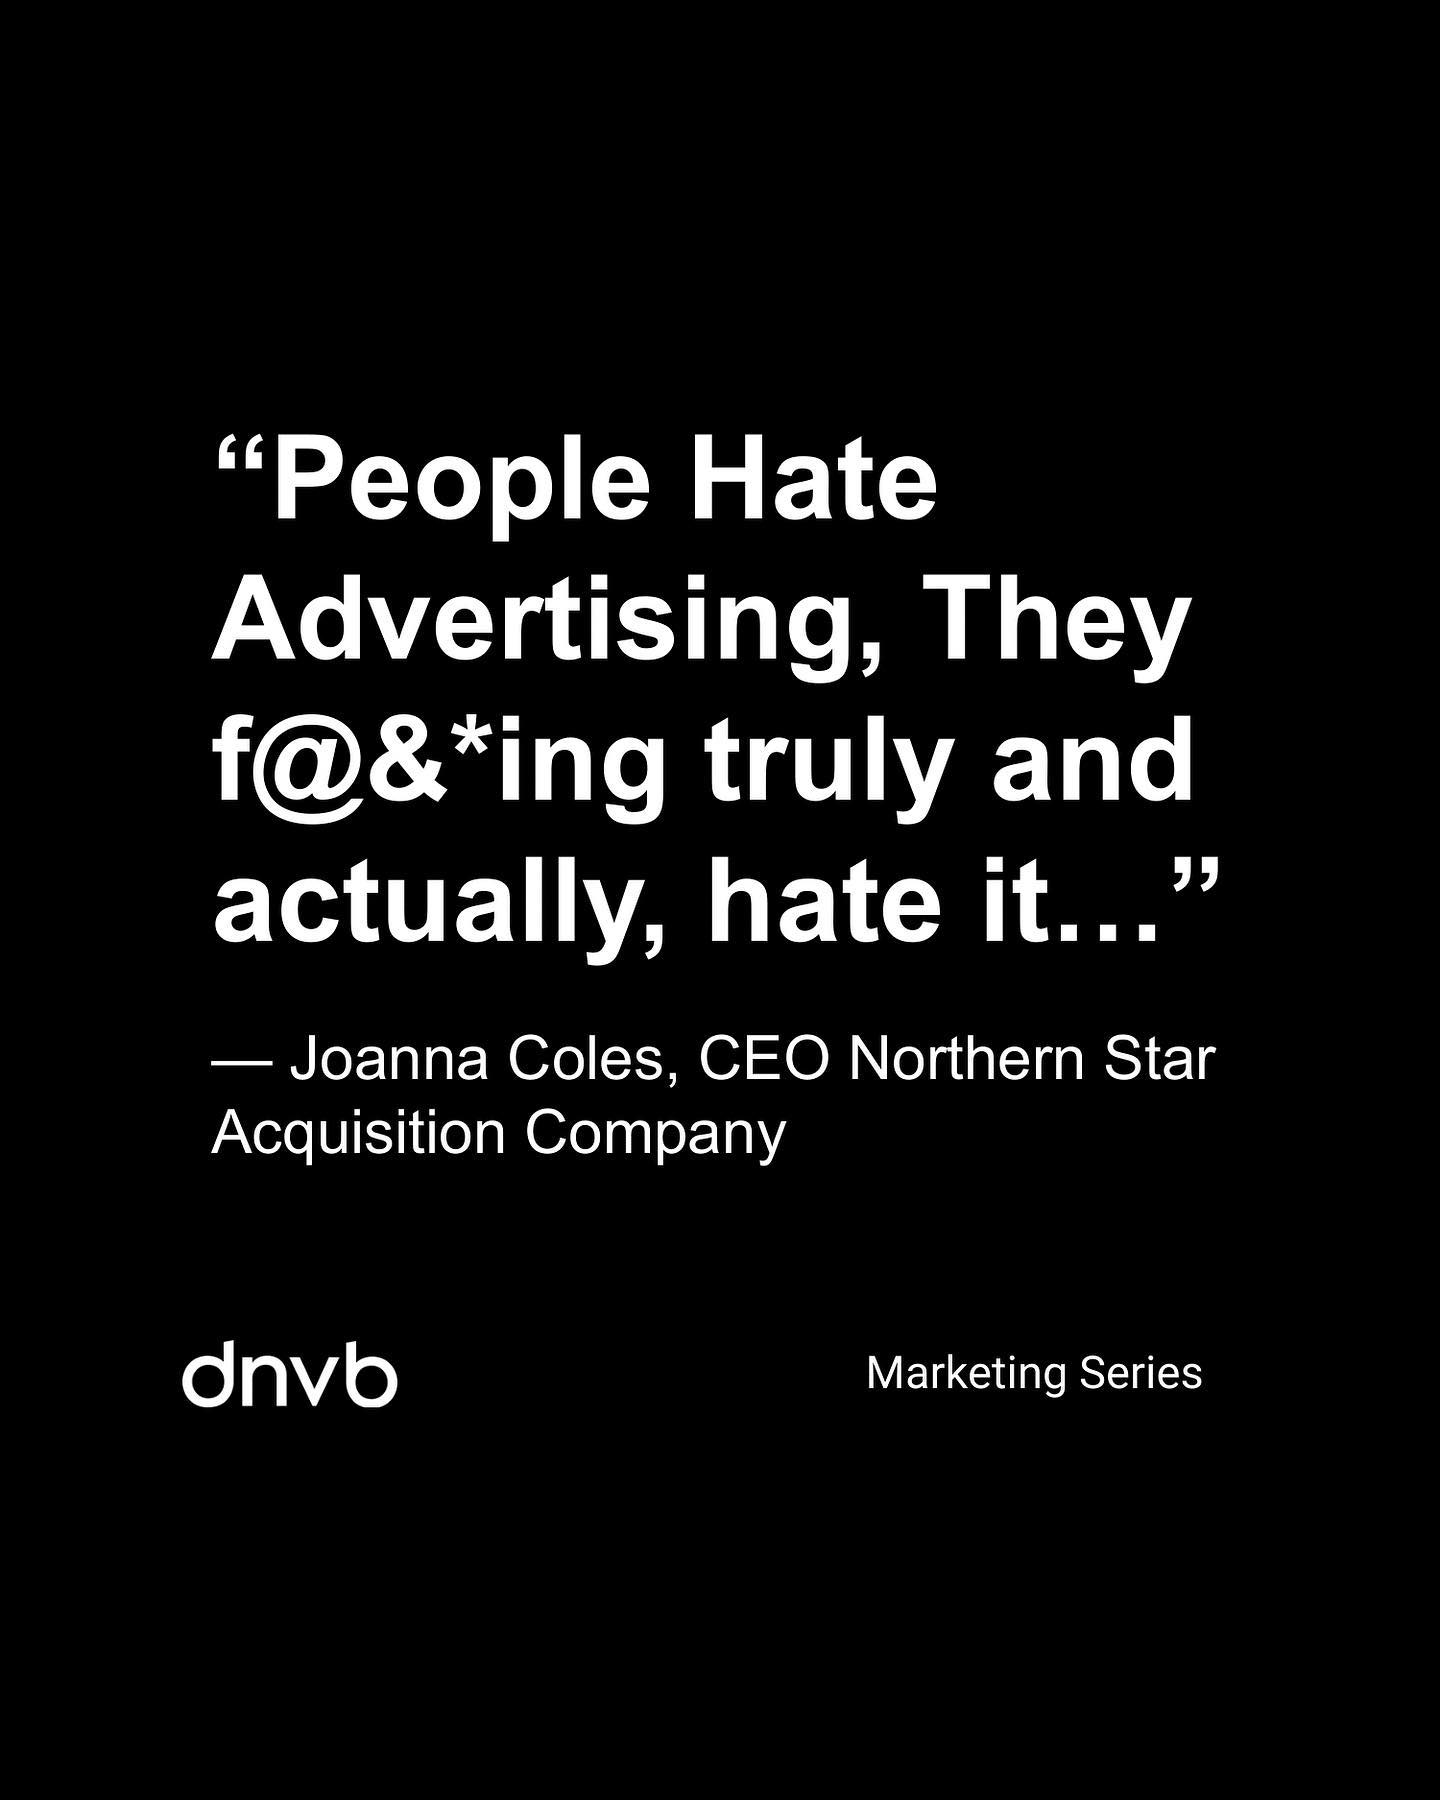 “People Hate
Advertising, They
f@&*ing truly and
actually, hate it...”
— Joanna Coles, CEO Northern Star
Acquisition Company
dnvb
Marketing Series